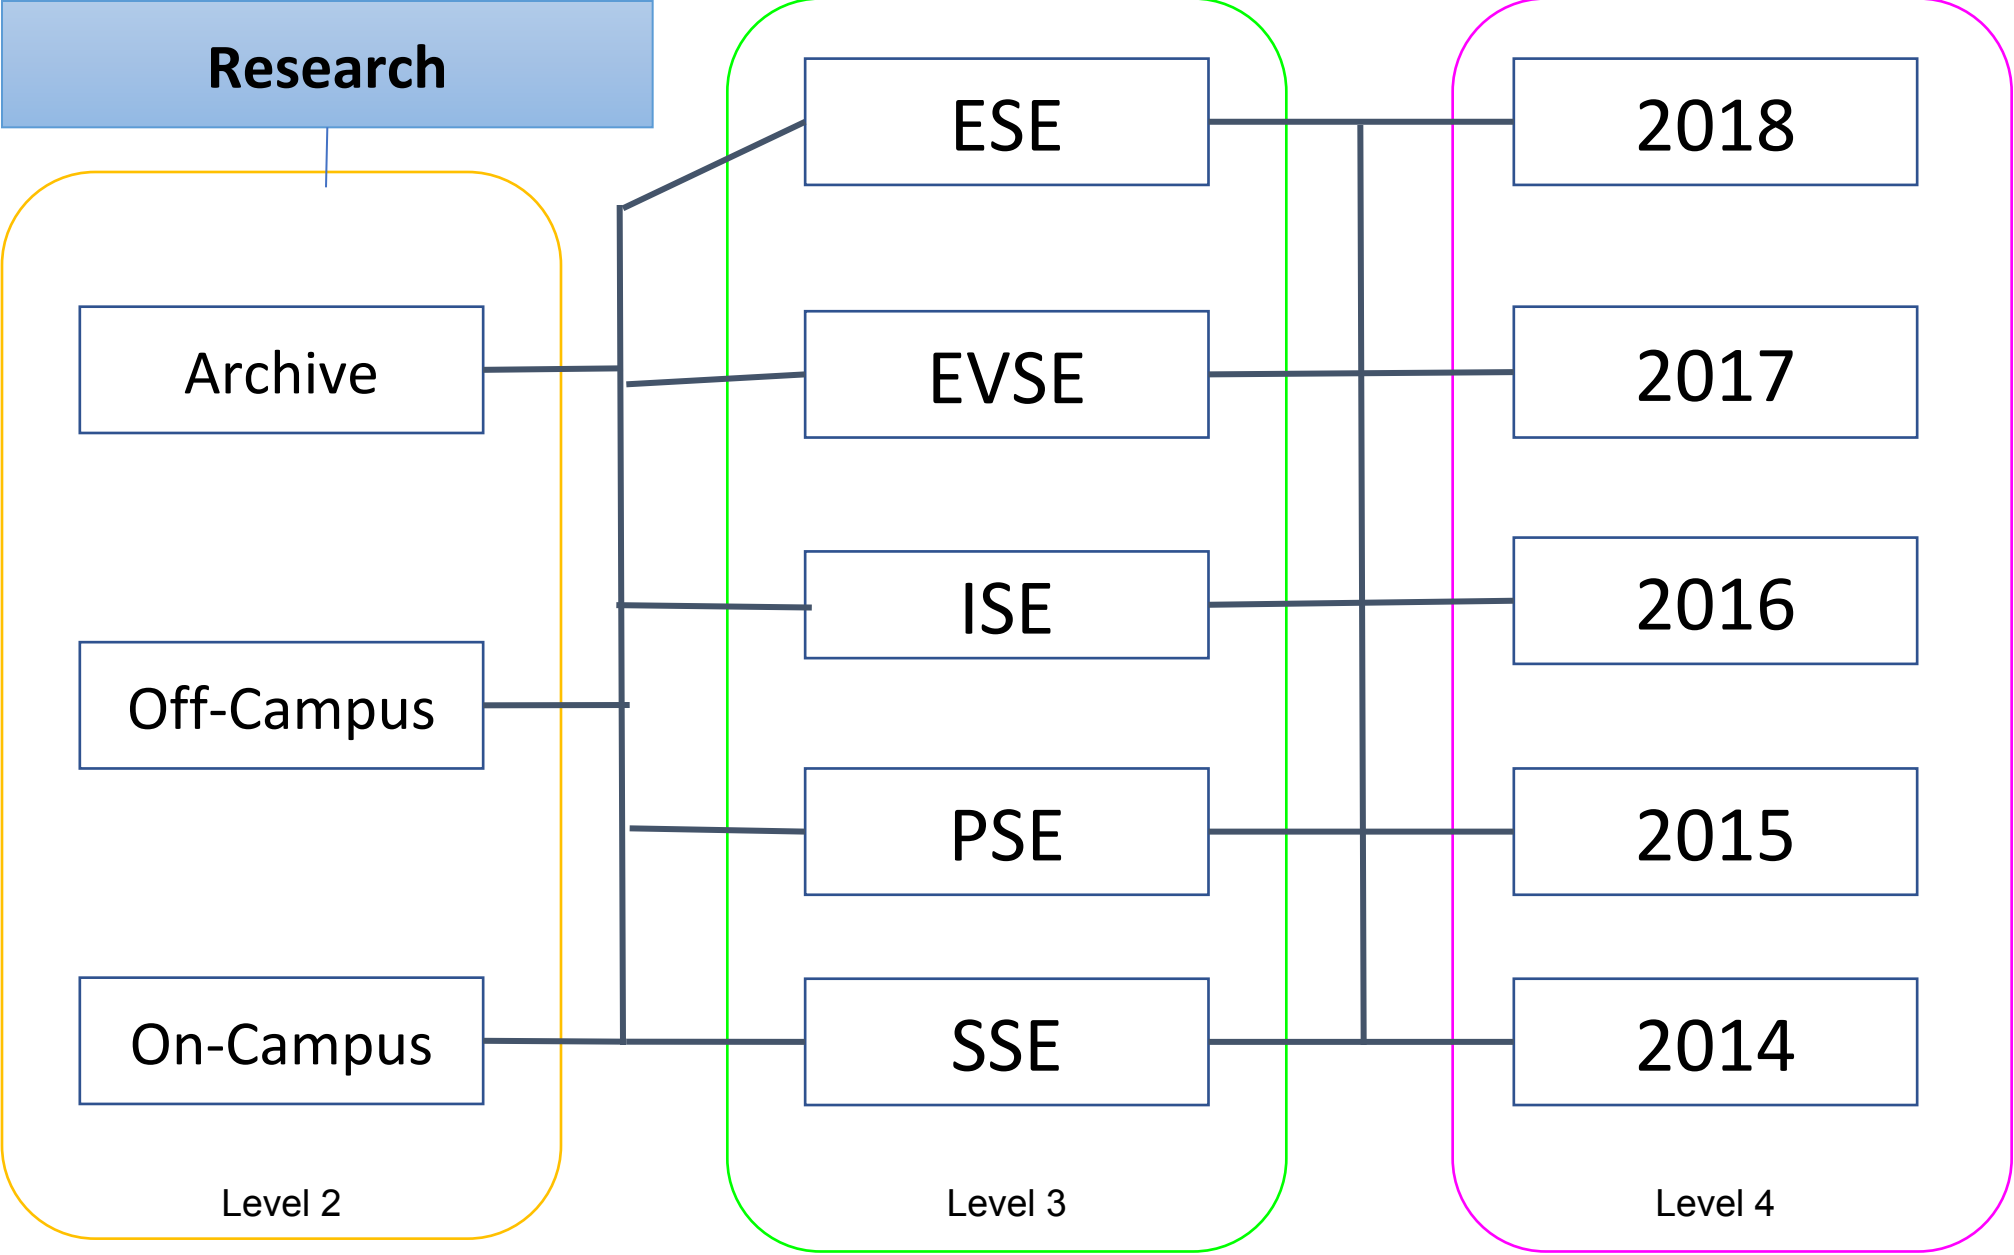 Research
Archive
Off-Campus
On-Campus
Level 2
ESE
EVSE
ISE
PSE
SSE
Level 3
2018
2017
2016
2015
2014
Level 4